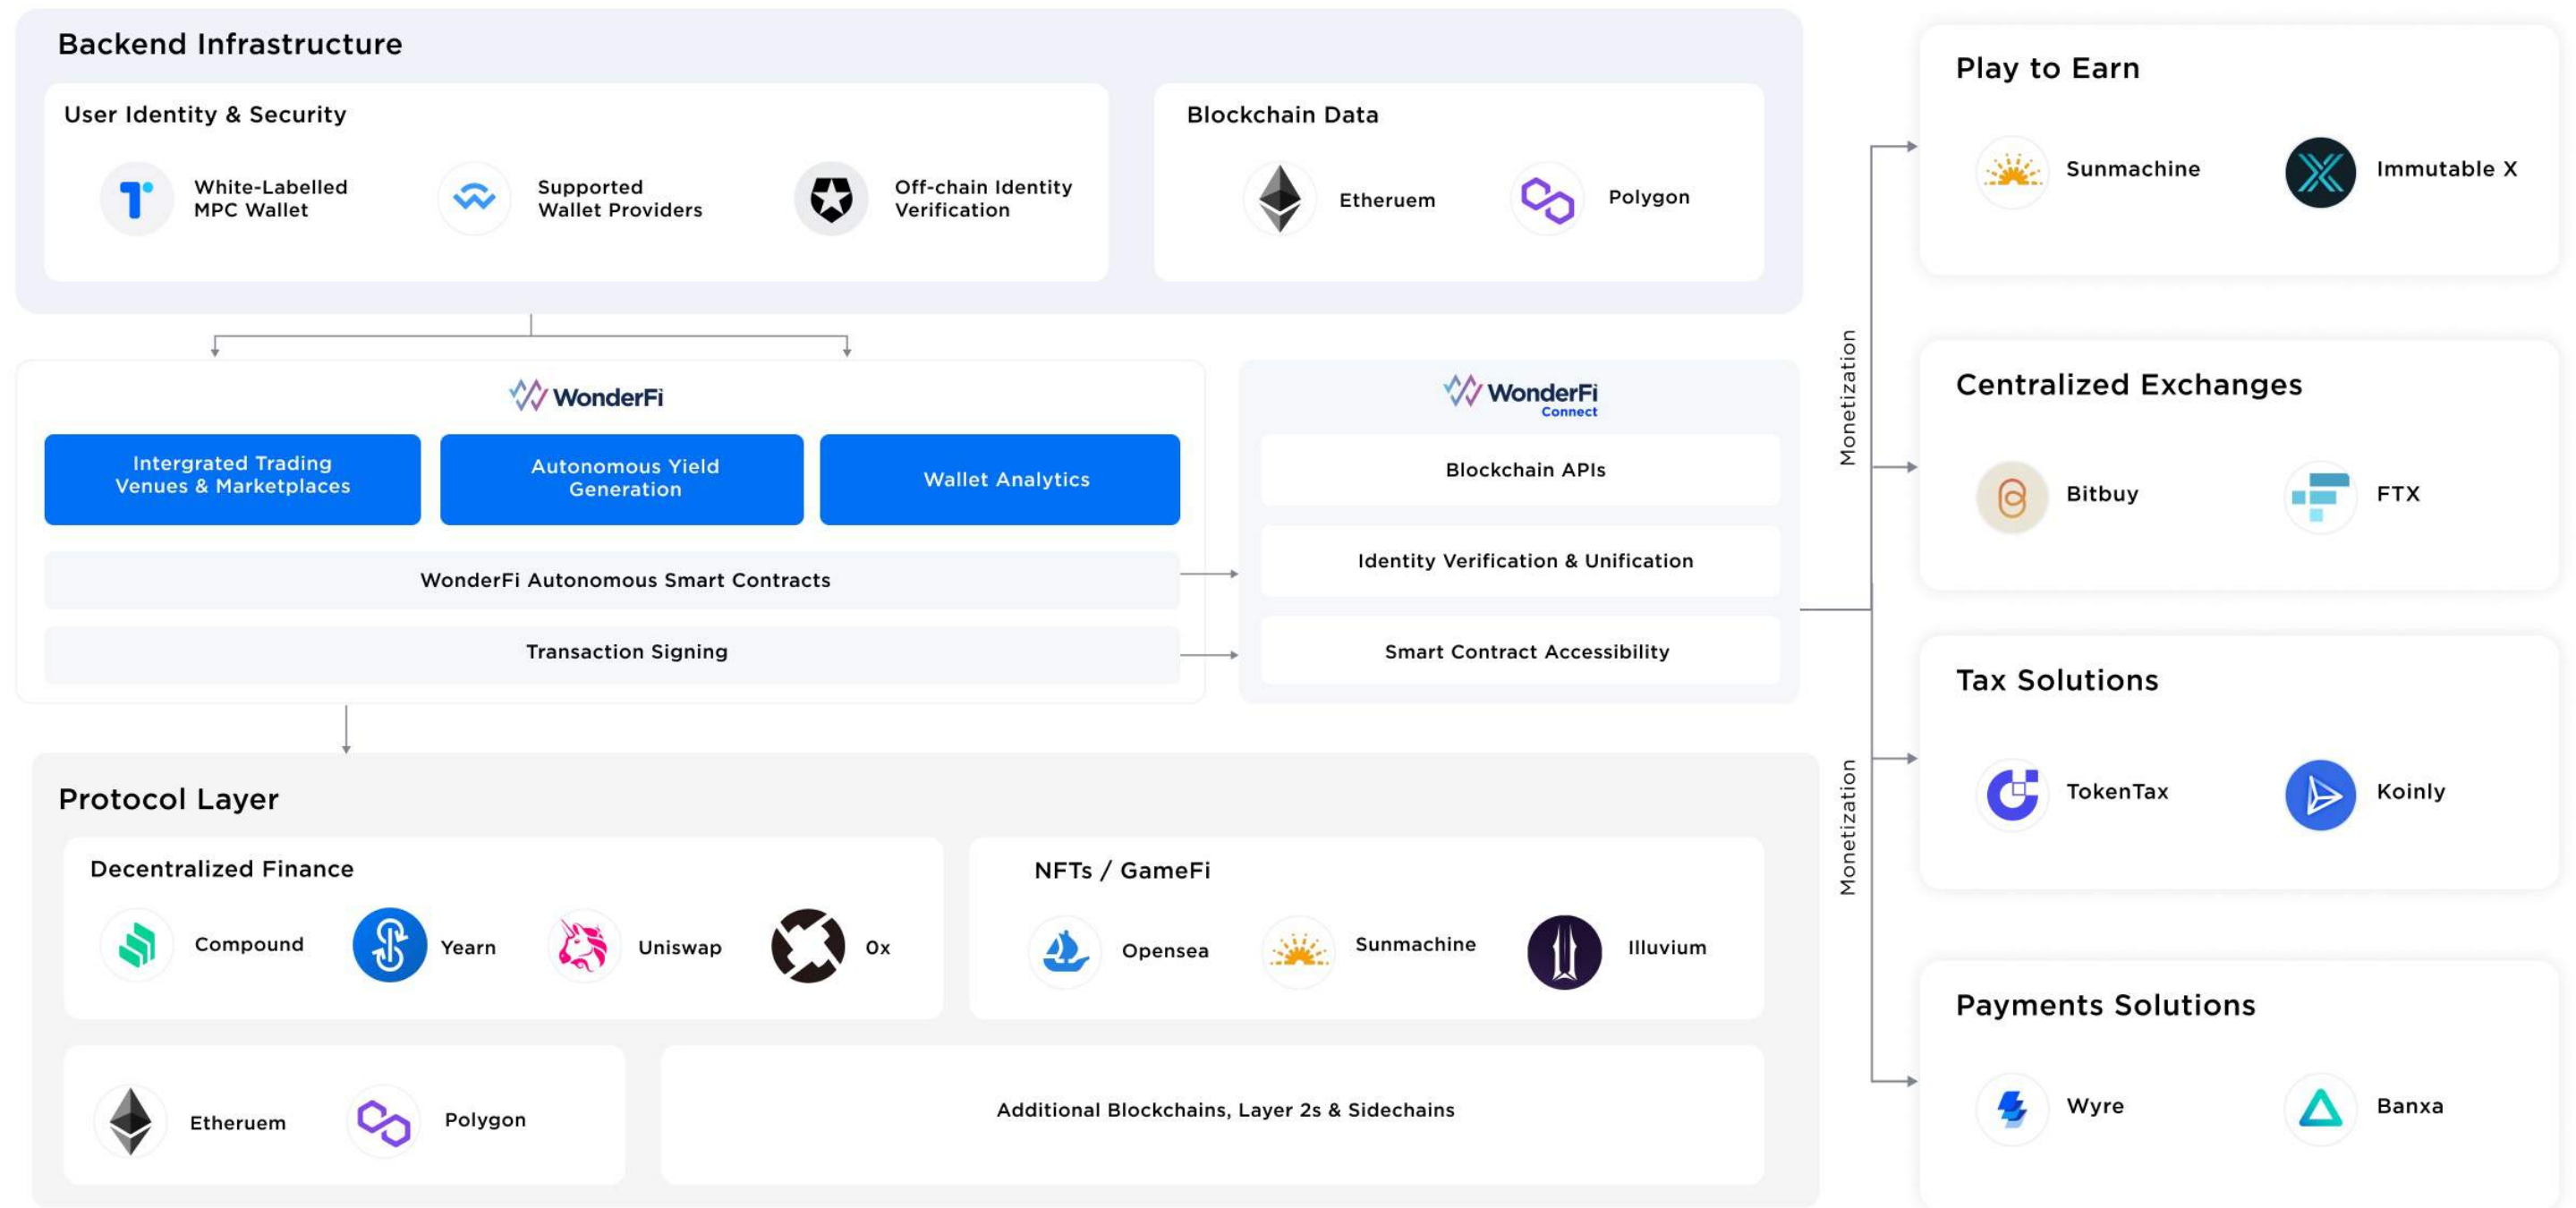 Backend Infrastructure
User Identity & Security
White-Labelled
MPC Wallet
Supported
Wallet Providers
Off-chain Identity
Verification
Blockchain Data
Etheruem
Polygon
WonderFi
Intergrated Trading
Venues & Marketplaces
Autonomous Yield
Generation
Wallet Analytics
WonderFi Autonomous Smart Contracts
Transaction Signing
WonderFi
Connect
Blockchain APIs
Identity Verification & Unification
Smart Contract Accessibility
Protocol Layer
Decentralized Finance
Compound
Yearn
Uniswap
0x
NFTs / GameFi
Opensea
Sunmachine
Illuvium
Etheruem
Polygon
Additional Blockchains, Layer 2s & Sidechains
Monetization
Monetization
Play to Earn
Sunmachine
Immutable X
Centralized Exchanges
Bitbuy
FTX
Tax Solutions
TokenTax
Koinly
Payments Solutions
Wyre
Banxa